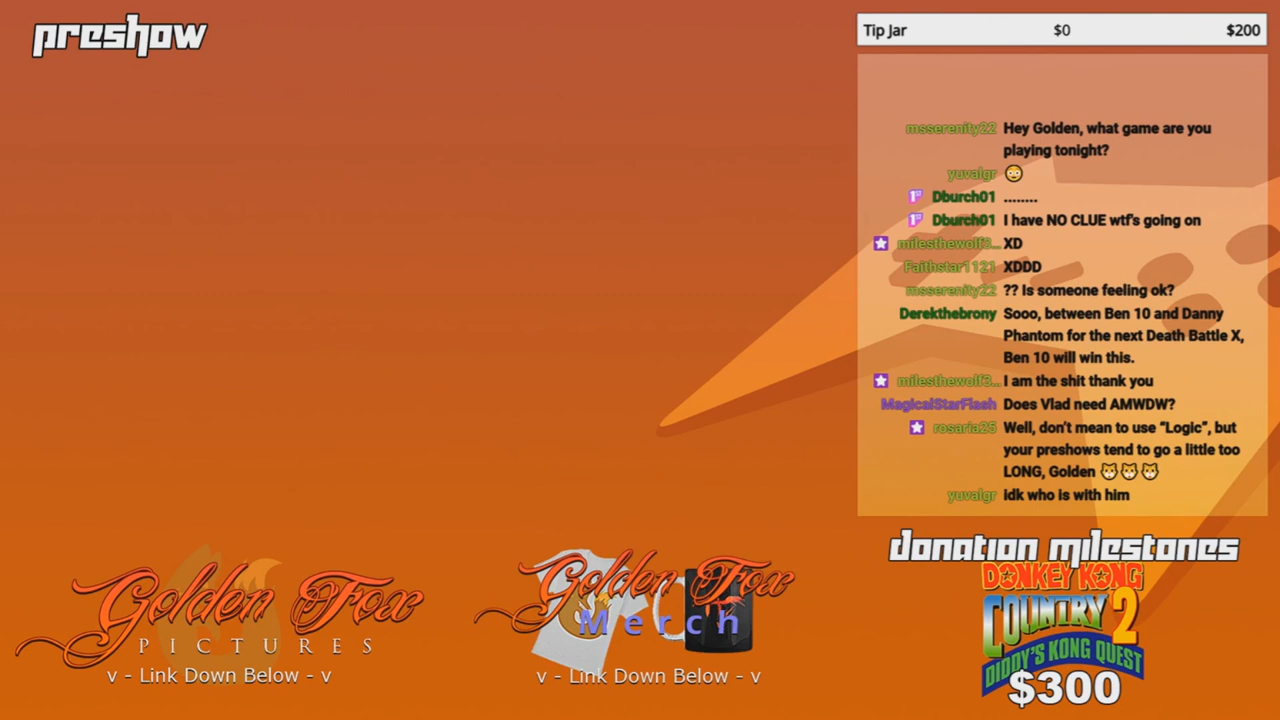 preshow
Tip Jar $0 $200
msserenity22 Hey Golden, what game are you
playing tonight?
yuvalgr 😳
Dburch01 ........
Dburch01 I have NO CLUE wtf's going on
milesthewolf3... XD
Faithstar1121 XDDD
msserenity22 ?? Is someone feeling ok?
Derekthebrony Sooo, between Ben 10 and Danny
Phantom for the next Death Battle X,
Ben 10 will win this.
milesthewolf3... I am the shit thank you
MagicalStarFlash Does Vlad need AMWDW?
rosaria25 Well, don't mean to use “Logic”, but
your preshows tend to go a little too
LONG, Golden 🐱🐱🐱
yuvalgr idk who is with him
donation milestones
DONKEY KONG
COUNTRY 2
DIDDY'S KONG QUEST
$300
Golden Fox
PICTURES
v - Link Down Below - v
Golden Fox
Merch
v - Link Down Below - v